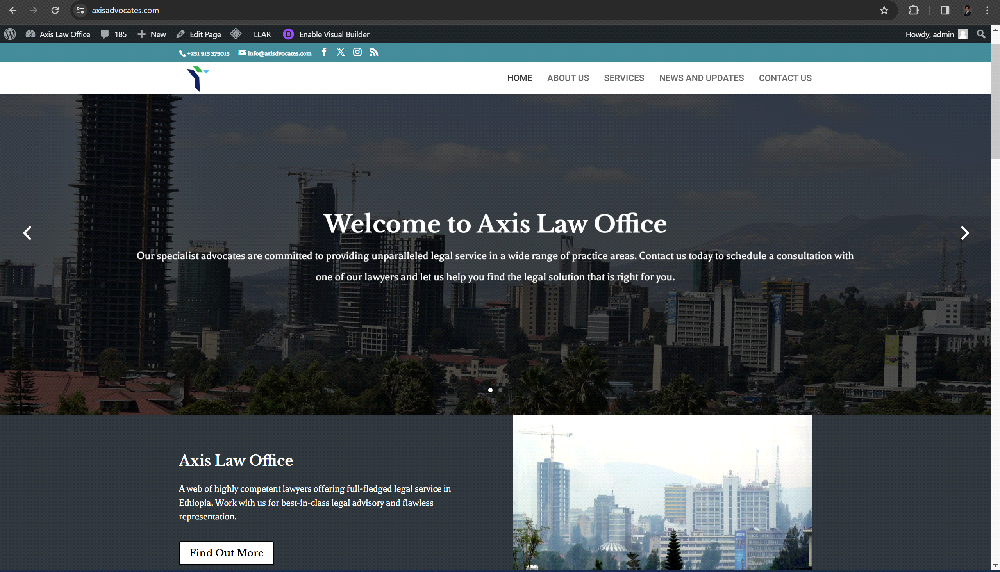 axisadvocates.com
Axis Law Office 185 New Edit Page LLAR D Enable Visual Builder Howdy, admin
+251 913 375015 info@axisdvocates.com
HOME ABOUT US SERVICES NEWS AND UPDATES CONTACT US
Welcome to Axis Law Office
Our specialist advocates are committed to providing unparalleled legal service in a wide range of practice areas. Contact us today to schedule a consultation with
one of our lawyers and let us help you find the legal solution that is right for you.
Axis Law Office
A web of highly competent lawyers offering full-fledged legal service in
Ethiopia. Work with us for best-in-class legal advisory and flawless
representation.
Find Out More
SAMSUNG